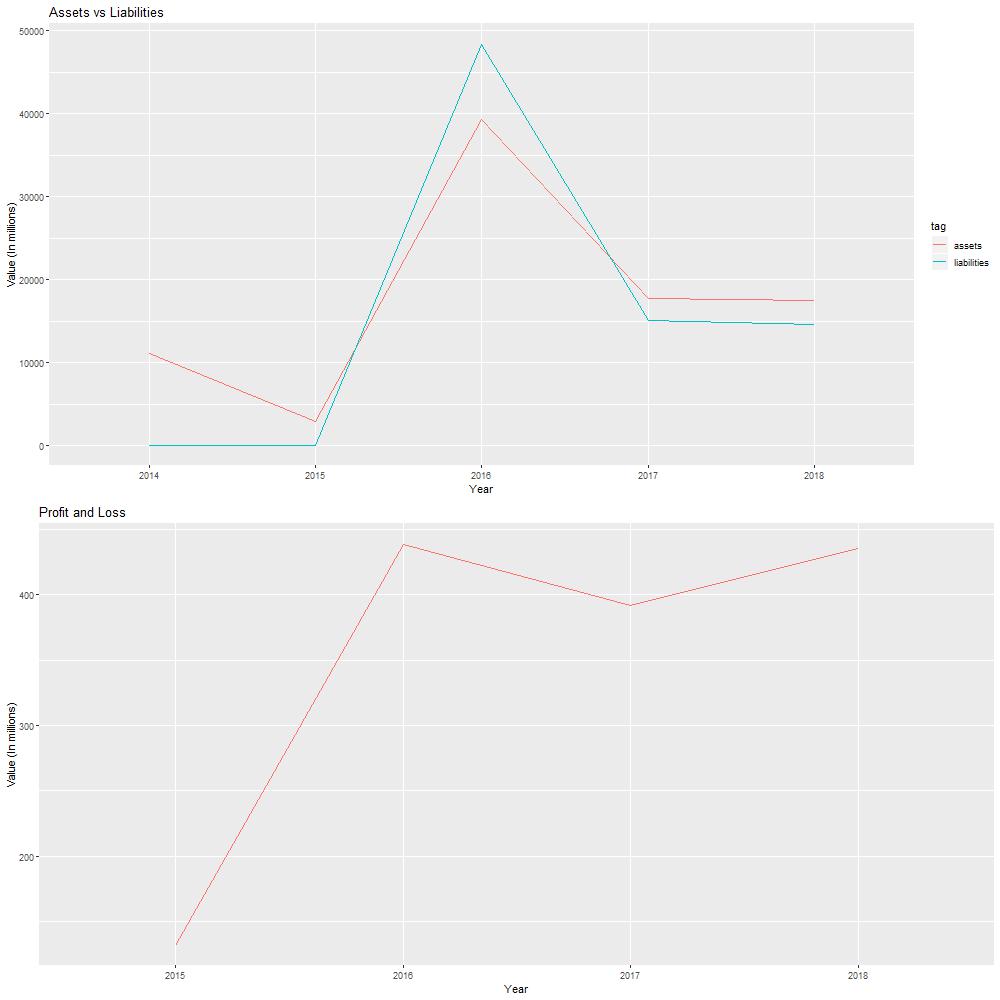 Assets vs Liabilities
50000
40000
30000
20000
10000
0
Value (In millions)
2014 2015 2016 2017 2018
Year
tag
assets
liabilities
Profit and Loss
400
300
200
Value (In millions)
2015 2016 2017 2018
Year